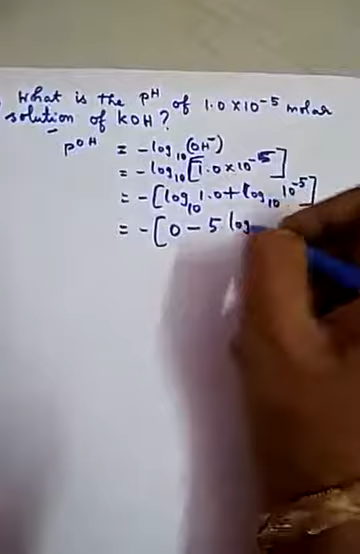 What is the pH of 1.0 × 10⁻⁵ molar
solution of KOH?
pOH = -log₁₀(OH⁻)
= -log₁₀[1.0 × 10⁻⁵]
= -[log₁₀ 1.0 + log₁₀ 10⁻⁵]
= -[0 - 5 log